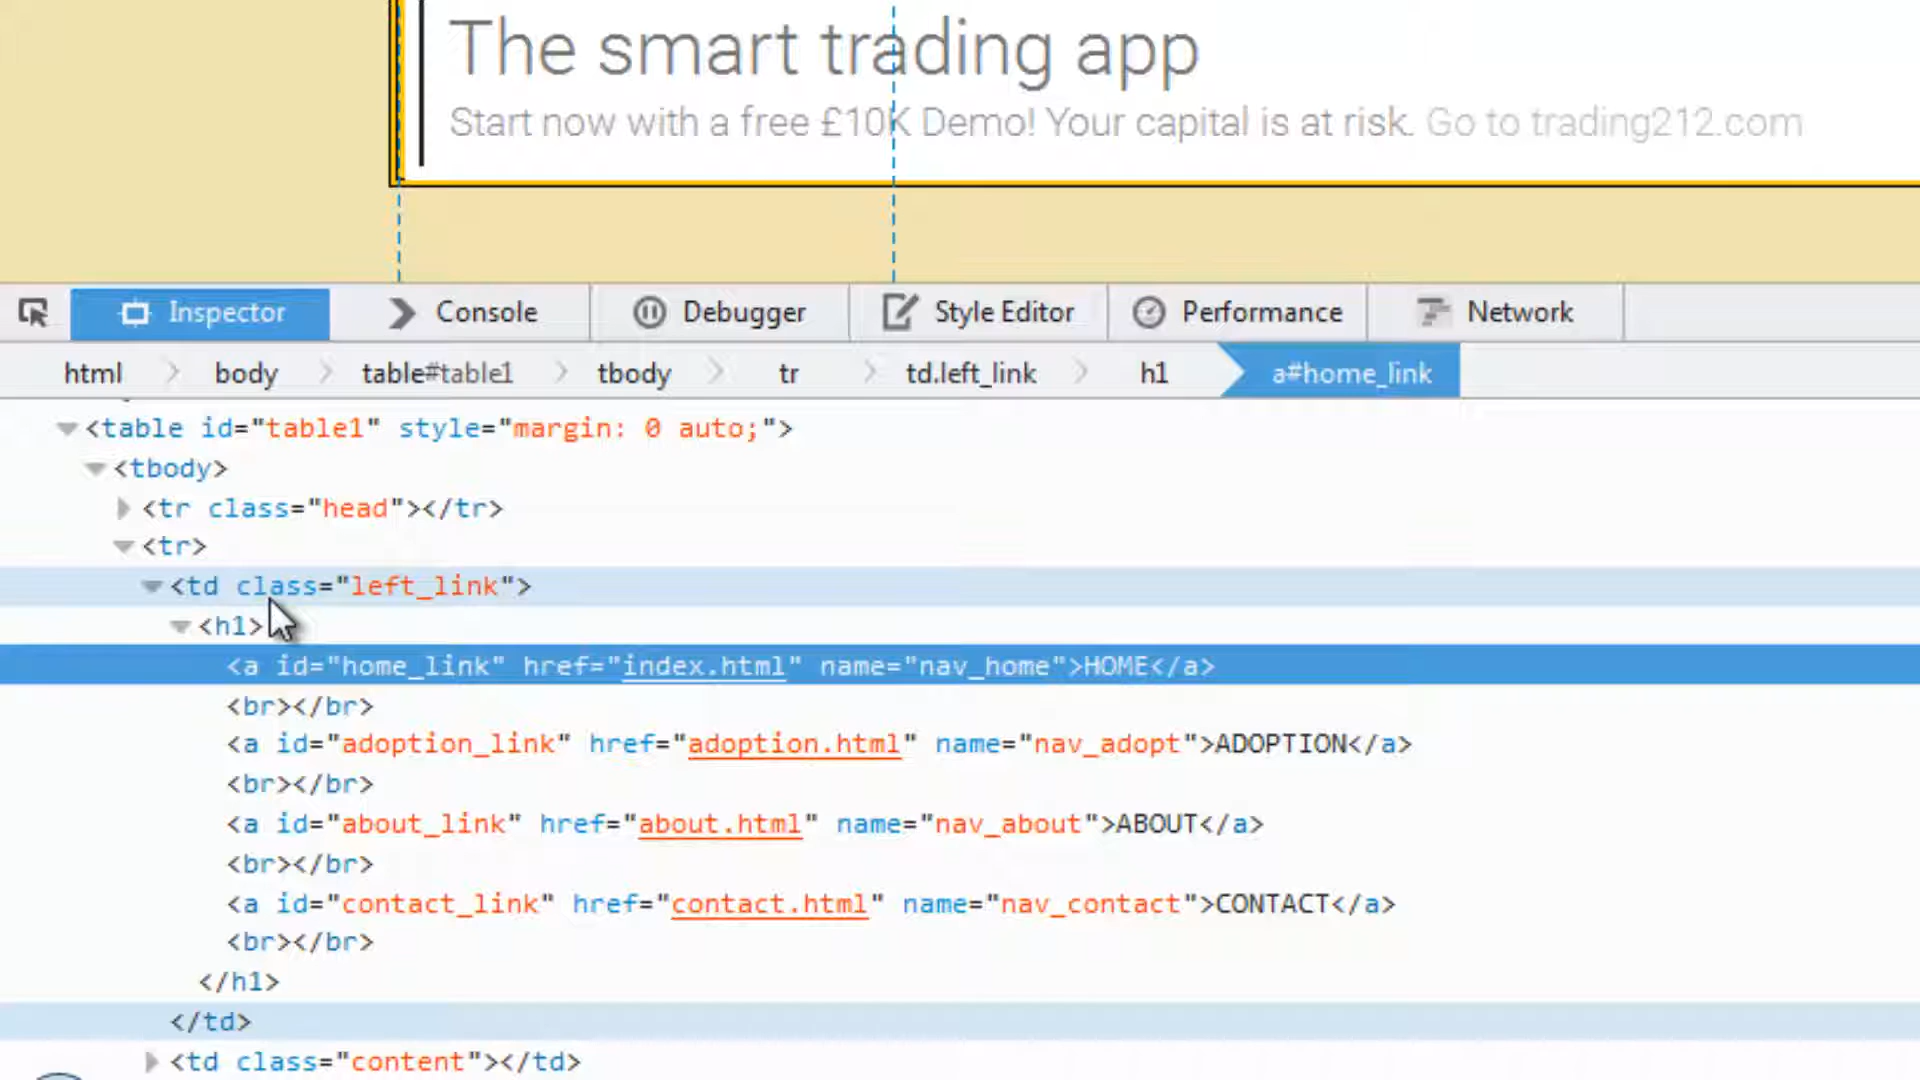 The smart trading app
Start now with a free £10K Demo! Your capital is at risk. Go to trading212.com
Inspector Console Debugger Style Editor Performance Network
html body table#table1 tbody tr td.left_link h1 a#home_link
<table id="table1" style="margin: 0 auto;">
<tbody>
<tr class="head"></tr>
<tr>
<td class="left_link">
<h1>
<a id="home_link" href="index.html" name="nav_home">HOME</a>
<br></br>
<a id="adoption_link" href="adoption.html" name="nav_adopt">ADOPTION</a>
<br></br>
<a id="about_link" href="about.html" name="nav_about">ABOUT</a>
<br></br>
<a id="contact_link" href="contact.html" name="nav_contact">CONTACT</a>
<br></br>
</h1>
</td>
<td class="content"></td>